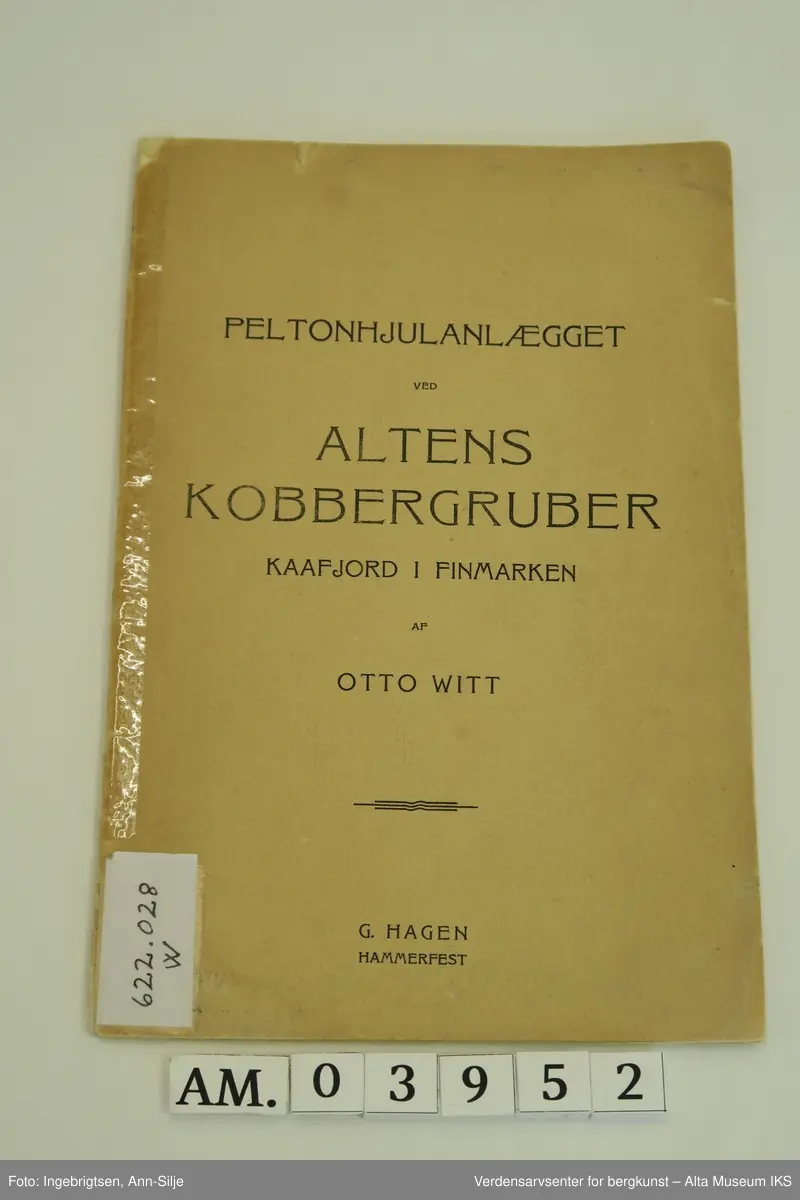 PELTONHJULANLÆGGET
VED
ALTENS
KOBBERGRUBER
KAAFJORD I FINMARKEN
AF
OTTO WITT
G. HAGEN
HAMMERFEST
622.028
W
AM. 0 3 9 5 2
Foto: Ingebrigtsen, Ann-Silje
Verdensarvsenter for bergkunst – Alta Museum IKS